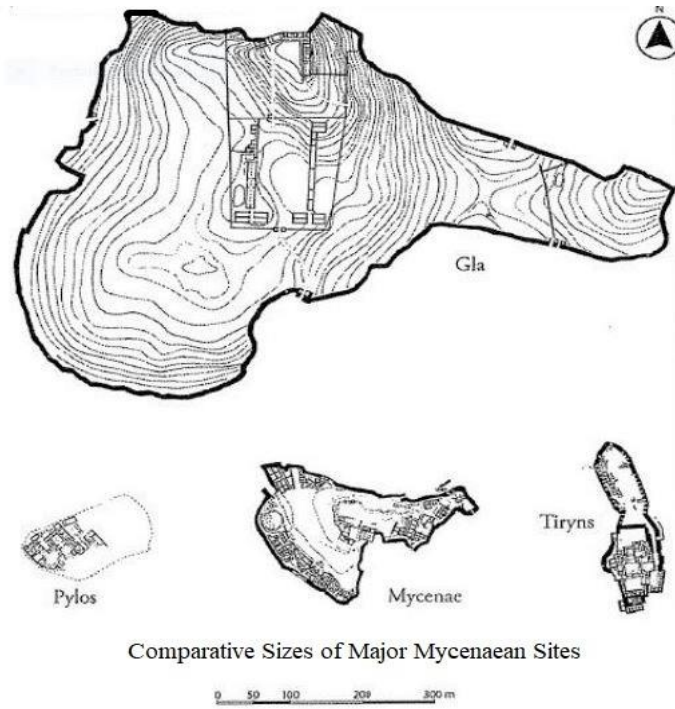 N
Gla
Tiryns
Pylos
Mycenae
Comparative Sizes of Major Mycenaean Sites
0 50 100 200 300 m